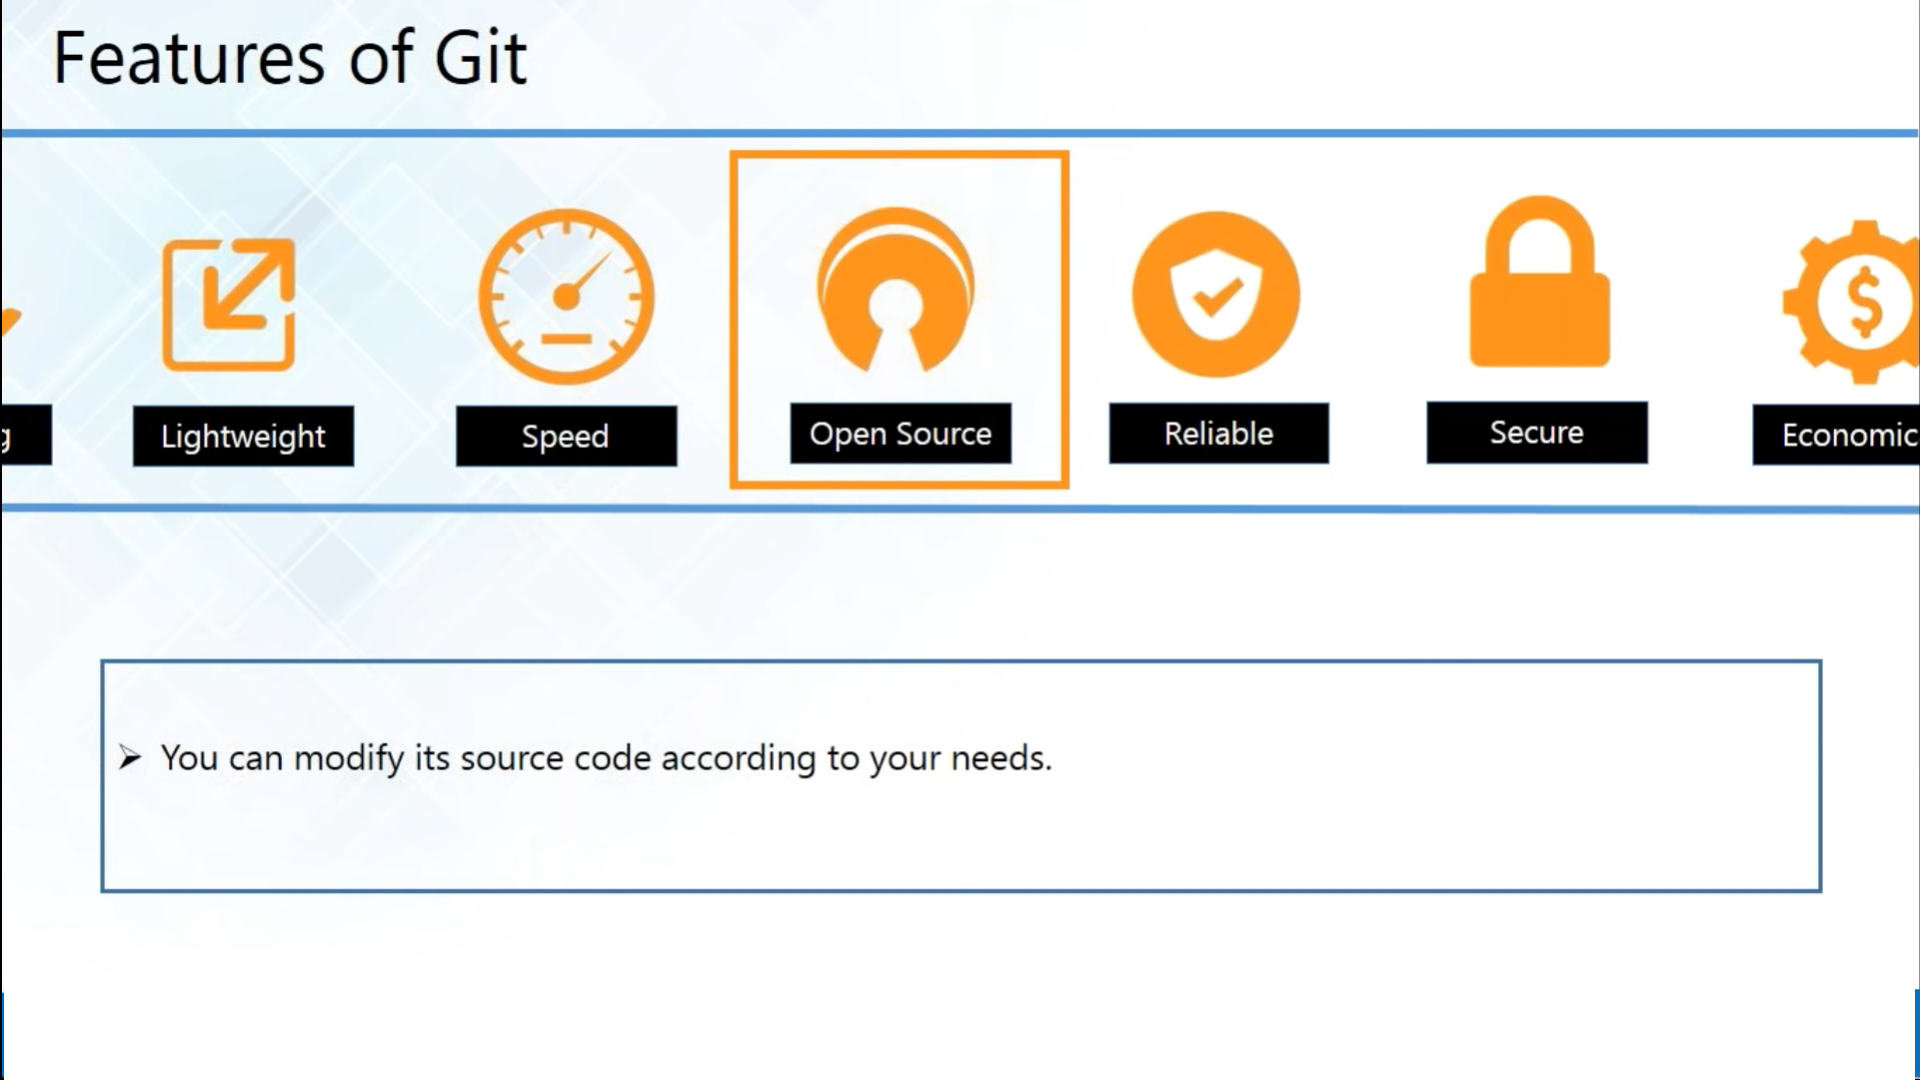 Features of Git
g
Lightweight
Speed
Open Source
Reliable
Secure
Economic
$
➢ You can modify its source code according to your needs.